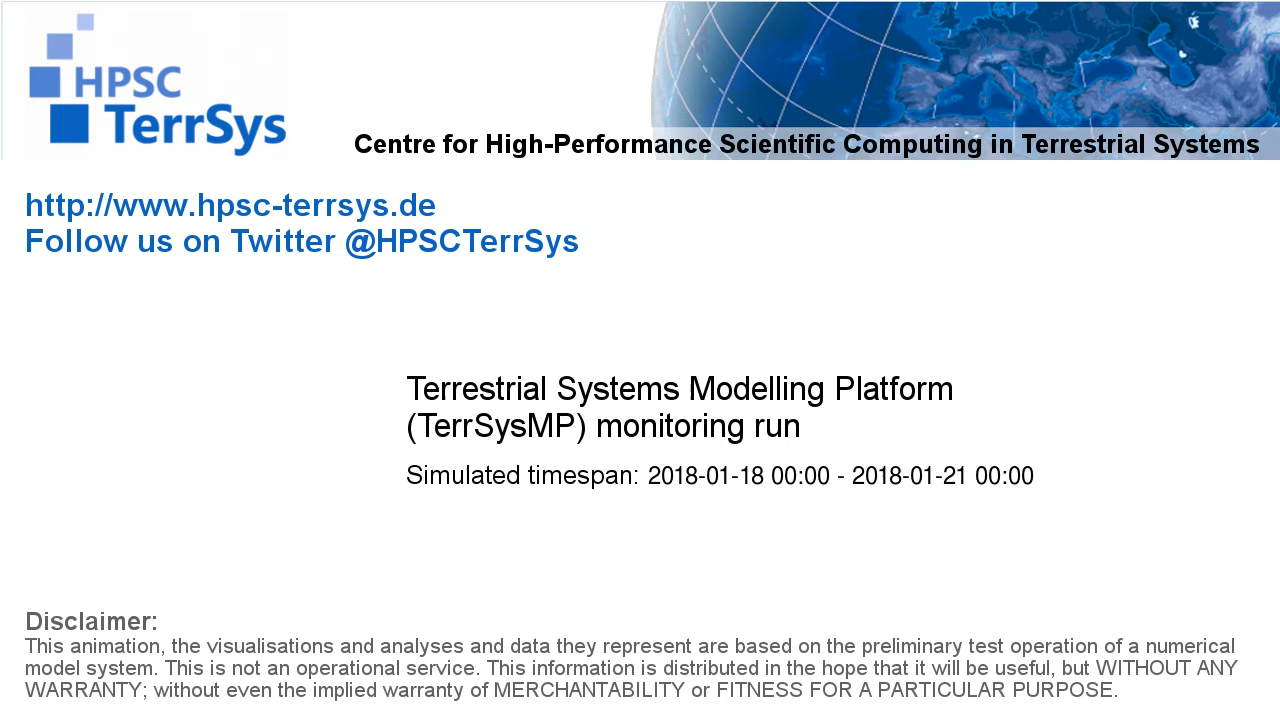 HPSC
TerrSys
Centre for High-Performance Scientific Computing in Terrestrial Systems
http://www.hpsc-terrsys.de
Follow us on Twitter @HPSCTerrSys
Terrestrial Systems Modelling Platform
(TerrSysMP) monitoring run
Simulated timespan: 2018-01-18 00:00 - 2018-01-21 00:00
Disclaimer:
This animation, the visualisations and analyses and data they represent are based on the preliminary test operation of a numerical
model system. This is not an operational service. This information is distributed in the hope that it will be useful, but WITHOUT ANY
WARRANTY; without even the implied warranty of MERCHANTABILITY or FITNESS FOR A PARTICULAR PURPOSE.